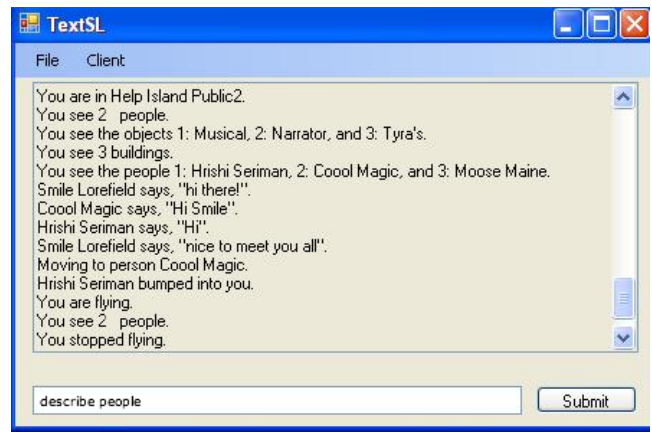 TextSL
File Client
You are in Help Island Public2.
You see 2 people.
You see the objects 1: Musical, 2: Narrator, and 3: Tyra's.
You see 3 buildings.
You see the people 1: Hrishi Seriman, 2: Coool Magic, and 3: Moose Maine.
Smile Lorefield says, "hi there!".
Coool Magic says, "Hi Smile".
Hrishi Seriman says, "Hi".
Smile Lorefield says, "nice to meet you all".
Moving to person Coool Magic.
Hrishi Seriman bumped into you.
You are flying.
You see 2 people.
You stopped flying.
describe people Submit